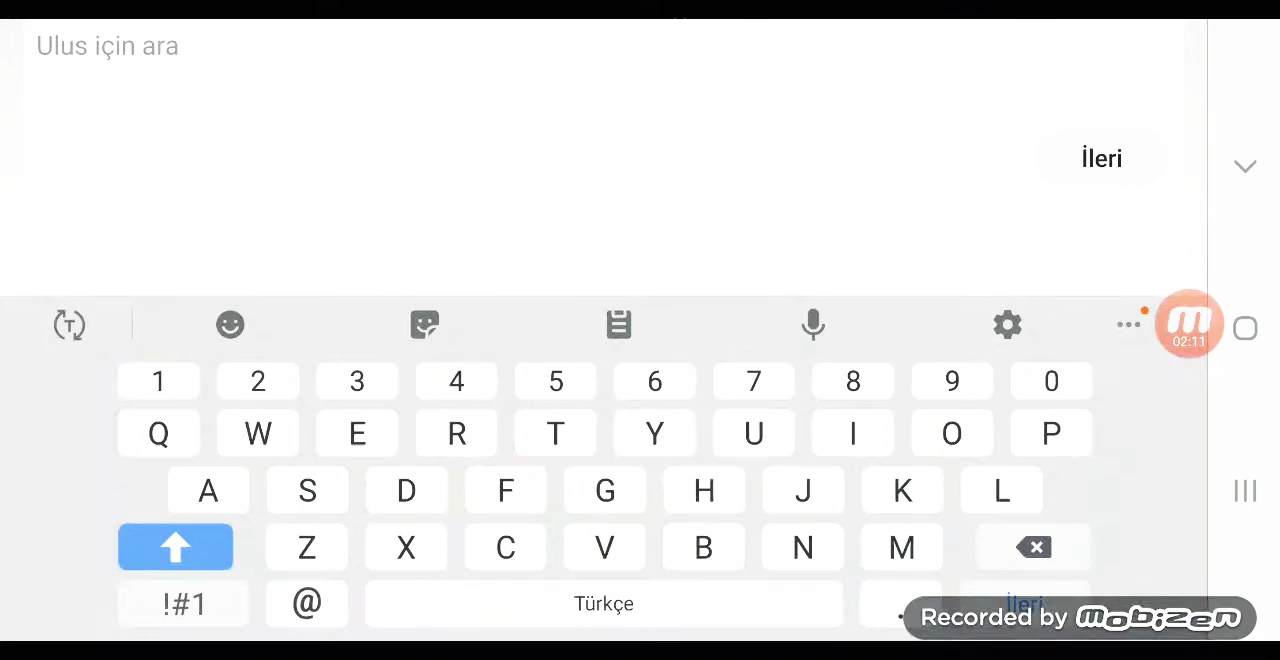 Ulus için ara
İleri
02:11
1 2 3 4 5 6 7 8 9 0
Q W E R T Y U I O P
A S D F G H J K L
Z X C V B N M
!#1 @ Türkçe . İleri
Recorded by mobizen